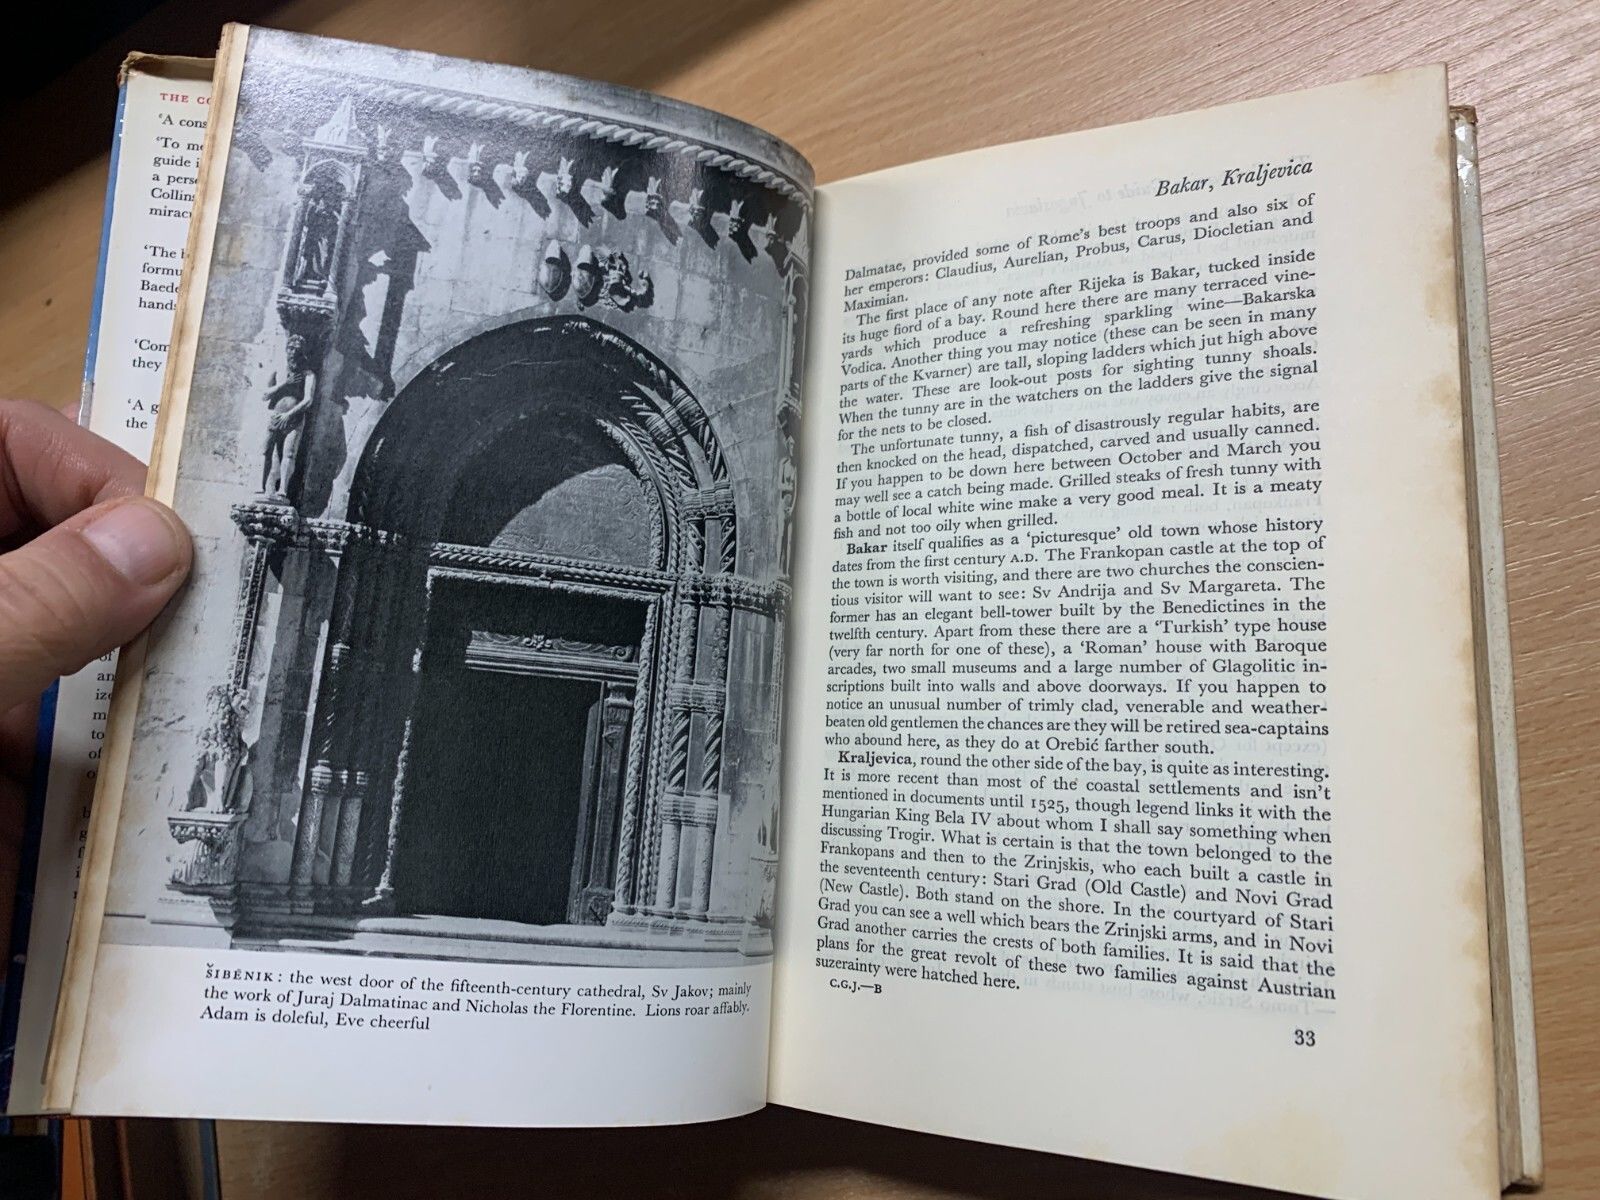 THE CO
'A cons
'To me
guide i
a pers
Collins
mirac
'The
formu
Baede
hands
'Com
they
'A g
the
of
an
ize
m
to
of
ŠIBENIK: the west door of the fifteenth-century cathedral, Sv Jakov; mainly
the work of Juraj Dalmatinac and Nicholas the Florentine. Lions roar affably.
Adam is doleful, Eve cheerful
Bakar, Kraljevica
Dalmatae, provided some of Rome's best troops and also six of
her emperors: Claudius, Aurelian, Probus, Carus, Diocletian and
Maximian.
The first place of any note after Rijeka is Bakar, tucked inside
its huge fiord of a bay. Round here there are many terraced vine-
yards which produce a refreshing sparkling wine—Bakarska
Vodica. Another thing you may notice (these can be seen in many
parts of the Kvarner) are tall, sloping ladders which jut high above
the water. These are look-out posts for sighting tunny shoals.
When the tunny are in the watchers on the ladders give the signal
for the nets to be closed.
The unfortunate tunny, a fish of disastrously regular habits, are
then knocked on the head, dispatched, carved and usually canned.
If you happen to be down here between October and March you
may well see a catch being made. Grilled steaks of fresh tunny with
a bottle of local white wine make a very good meal. It is a meaty
fish and not too oily when grilled.
Bakar itself qualifies as a 'picturesque' old town whose history
dates from the first century A.D. The Frankopan castle at the top of
the town is worth visiting, and there are two churches the conscien-
tious visitor will want to see: Sv Andrija and Sv Margareta. The
former has an elegant bell-tower built by the Benedictines in the
twelfth century. Apart from these there are a 'Turkish' type house
(very far north for one of these), a 'Roman' house with Baroque
arcades, two small museums and a large number of Glagolitic in-
scriptions built into walls and above doorways. If you happen to
notice an unusual number of trimly clad, venerable and weather-
beaten old gentlemen the chances are they will be retired sea-captains
who abound here, as they do at Orebić farther south.
Kraljevica, round the other side of the bay, is quite as interesting.
It is more recent than most of the coastal settlements and isn't
mentioned in documents until 1525, though legend links it with the
Hungarian King Bela IV about whom I shall say something when
discussing Trogir. What is certain is that the town belonged to the
Frankopans and then to the Zrinjskis, who each built a castle in
the seventeenth century: Stari Grad (Old Castle) and Novi Grad
(New Castle). Both stand on the shore. In the courtyard of Stari
Grad you can see a well which bears the Zrinjski arms, and in Novi
Grad another carries the crests of both families. It is said that the
plans for the great revolt of these two families against Austrian
suzerainty were hatched here.
C.G.J.—B
33